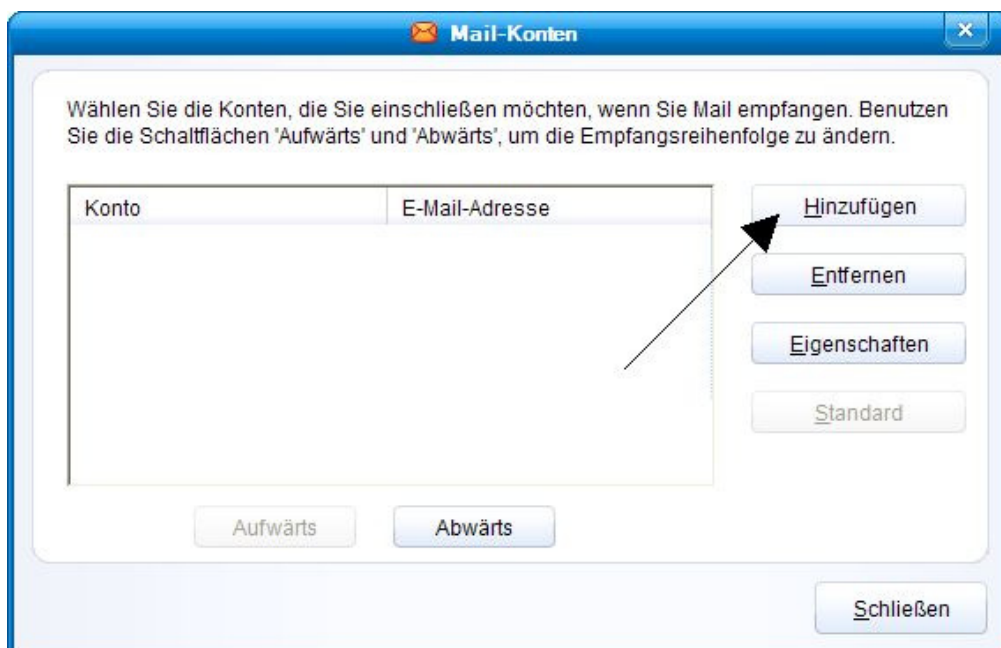 Mail-Konten
Wählen Sie die Konten, die Sie einschließen möchten, wenn Sie Mail empfangen. Benutzen
Sie die Schaltflächen 'Aufwärts' und 'Abwärts', um die Empfangsreihenfolge zu ändern.
Konto E-Mail-Adresse
Hinzufügen
Entfernen
Eigenschaften
Standard
Aufwärts Abwärts
Schließen